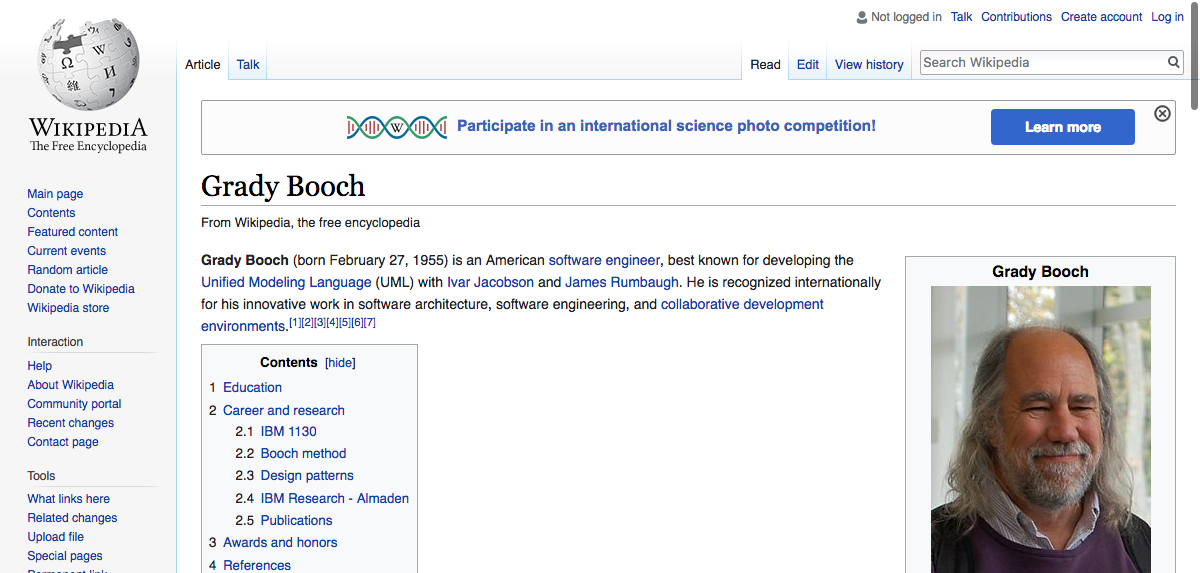 Not logged in Talk Contributions Create account Log in
Article Talk Read Edit View history Search Wikipedia
WIKIPEDIA
The Free Encyclopedia
Main page
Contents
Featured content
Current events
Random article
Donate to Wikipedia
Wikipedia store
Interaction
Help
About Wikipedia
Community portal
Recent changes
Contact page
Tools
What links here
Related changes
Upload file
Special pages
Permanent link
Participate in an international science photo competition! Learn more
Grady Booch
From Wikipedia, the free encyclopedia
Grady Booch (born February 27, 1955) is an American software engineer, best known for developing the
Unified Modeling Language (UML) with Ivar Jacobson and James Rumbaugh. He is recognized internationally
for his innovative work in software architecture, software engineering, and collaborative development
environments.[1][2][3][4][5][6][7]
Contents [hide]
1 Education
2 Career and research
2.1 IBM 1130
2.2 Booch method
2.3 Design patterns
2.4 IBM Research - Almaden
2.5 Publications
3 Awards and honors
4 References
Grady Booch